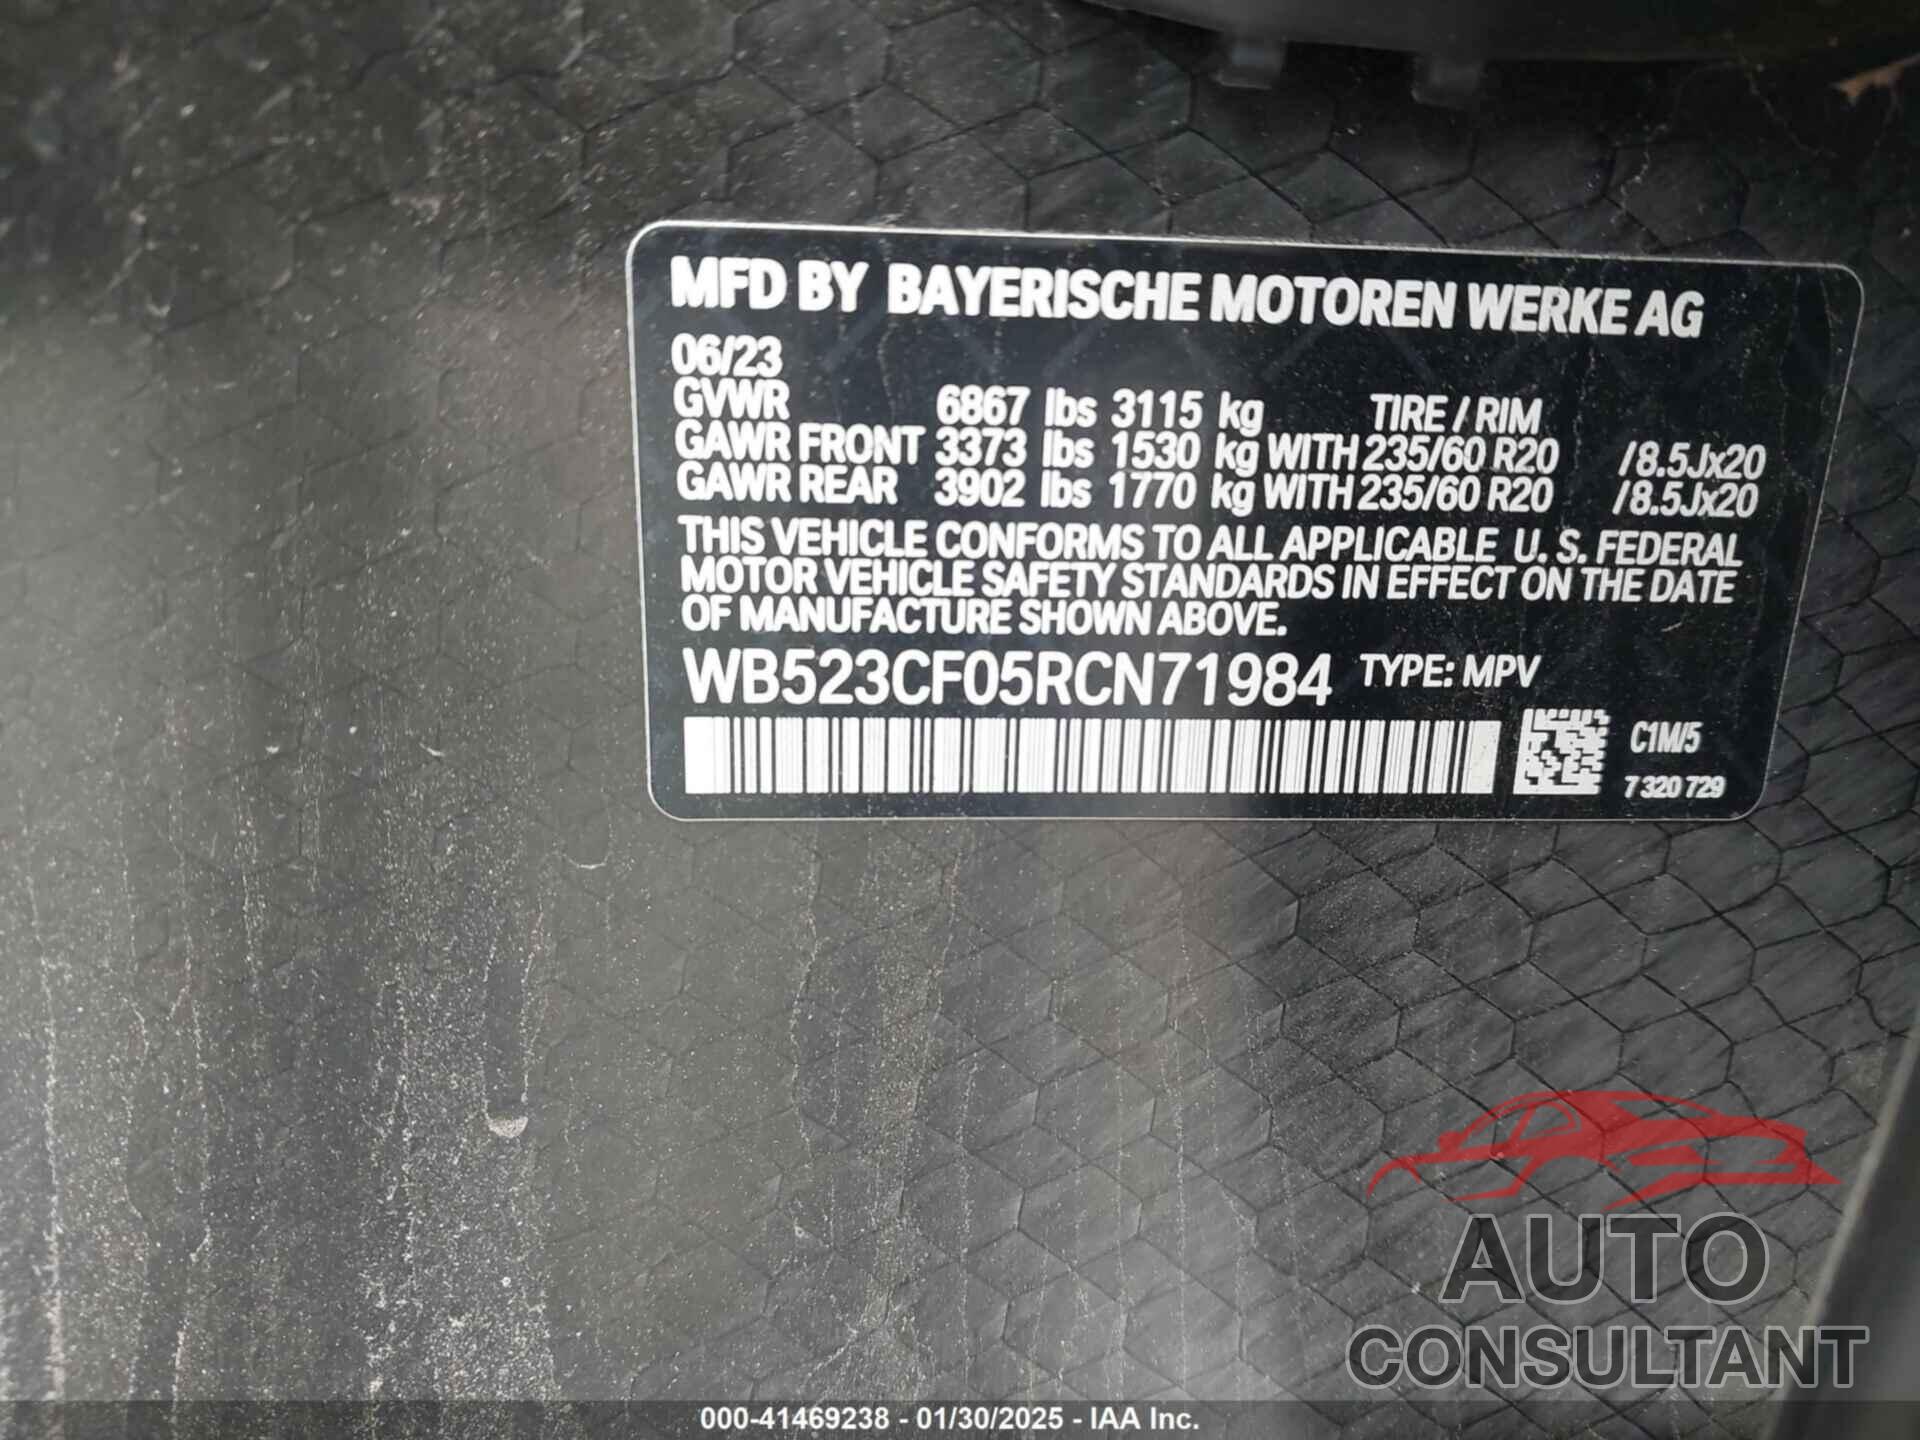 MFD BY BAYERISCHE MOTOREN WERKE AG
06/23
GVWR 6867 lbs 3115 kg TIRE / RIM
GAWR FRONT 3373 lbs 1530 kg WITH 235/60 R20 /8.5Jx20
GAWR REAR 3902 lbs 1770 kg WITH 235/60 R20 /8.5Jx20
THIS VEHICLE CONFORMS TO ALL APPLICABLE U. S. FEDERAL
MOTOR VEHICLE SAFETY STANDARDS IN EFFECT ON THE DATE
OF MANUFACTURE SHOWN ABOVE.
WB523CF05RCN71984 TYPE: MPV
C1M/5
7 320 729
AUTO
CONSULTANT
000-41469238 - 01/30/2025 - IAA Inc.